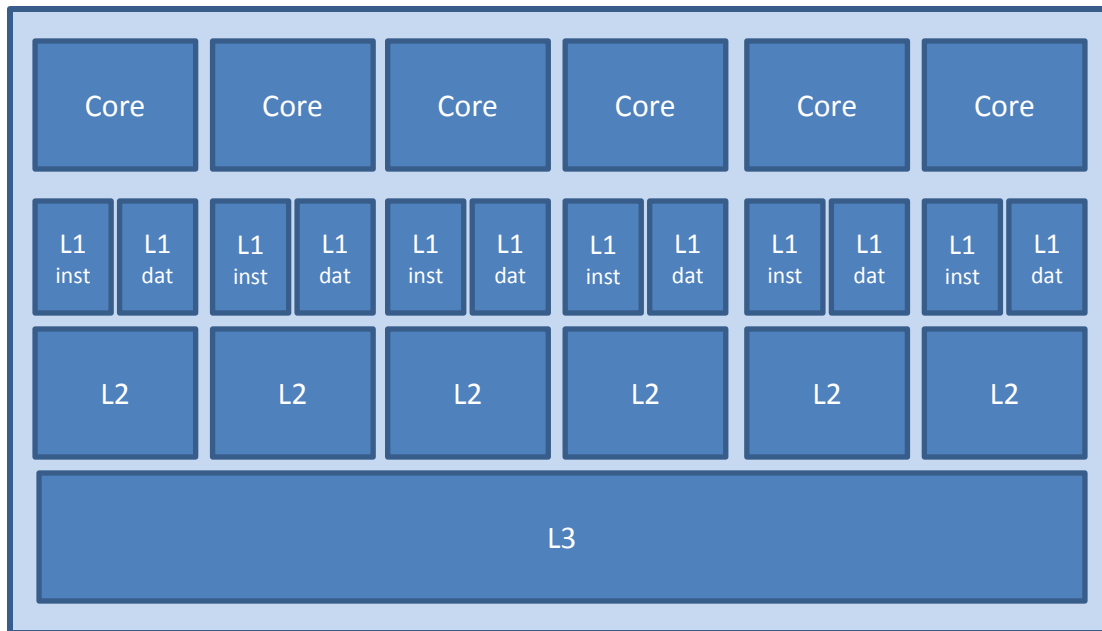 Core Core Core Core Core Core
L1 L1 L1 L1 L1 L1 L1 L1 L1 L1 L1 L1
inst dat inst dat inst dat inst dat inst dat inst dat
L2 L2 L2 L2 L2 L2
L3